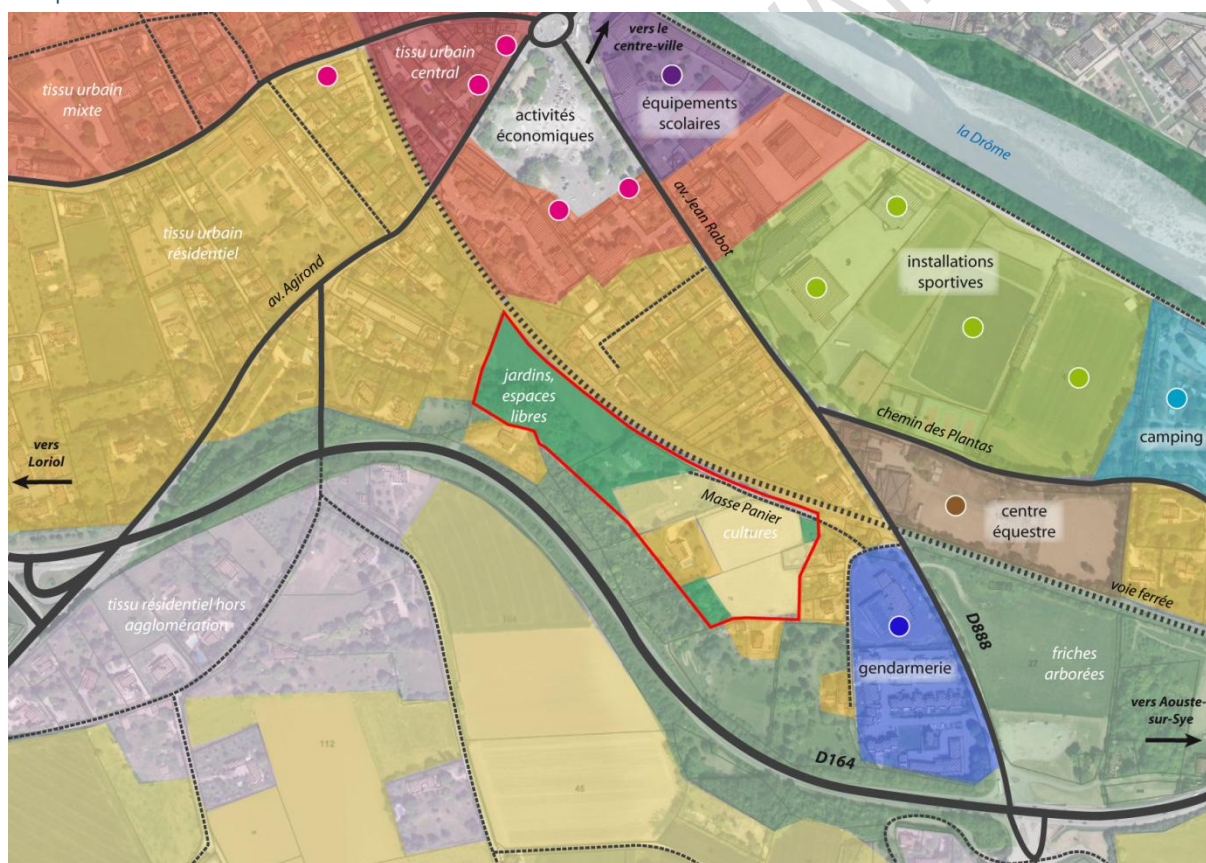 vers le
centre-ville
tissu urbain
central
tissu urbain
mixte
activités
économiques
équipements
scolaires
la Drôme
av. Jean Rabot
tissu urbain
résidentiel
av. Agirond
installations
sportives
jardins,
espaces
libres
chemin des Plantas
camping
vers
Loriol
Masse Panier
cultures
centre
équestre
voie ferrée
tissu résidentiel hors
agglomération
D888
gendarmerie
friches
arborées
vers Aouste-
sur-Sye
D164
112
45